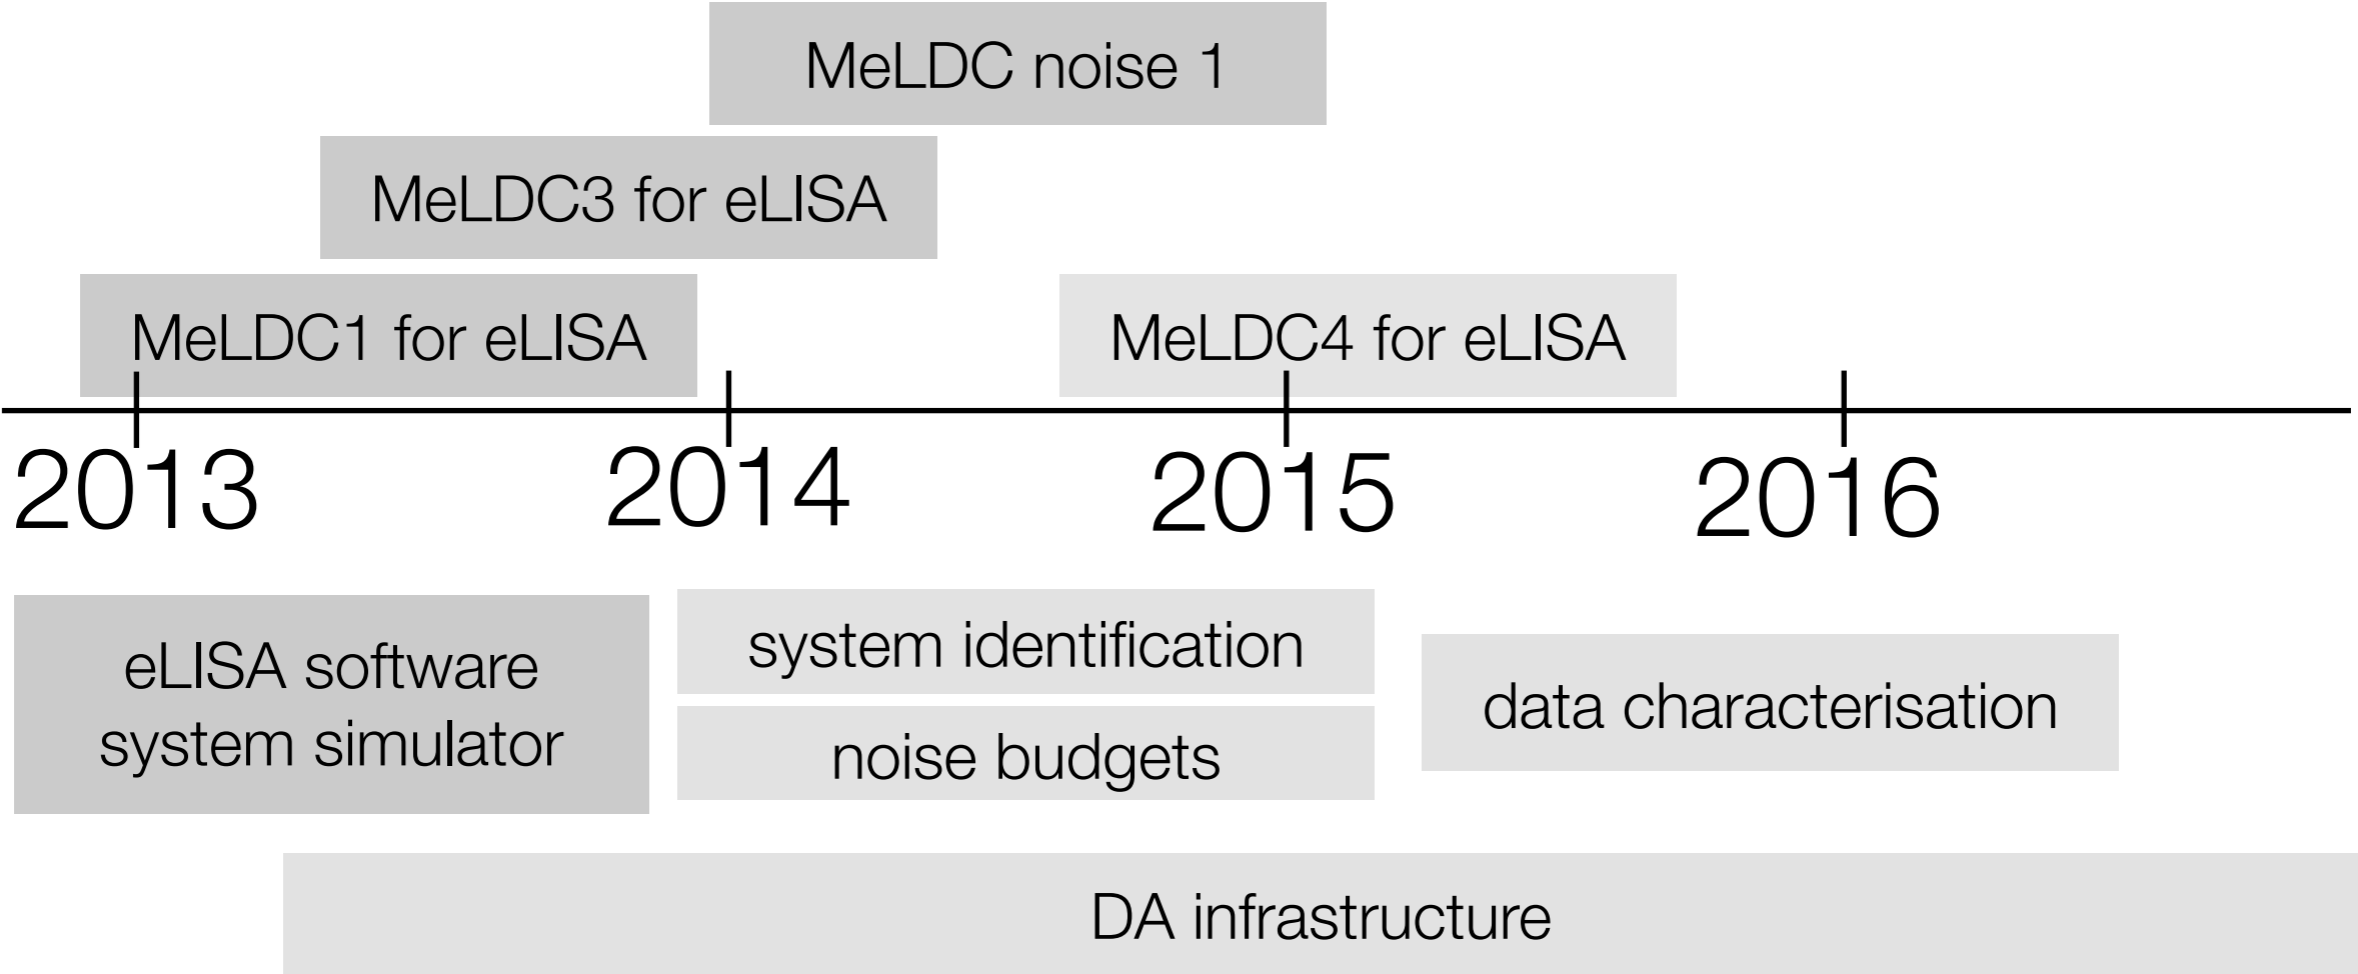 MeLDC noise 1
MeLDC3 for eLISA
MeLDC1 for eLISA
MeLDC4 for eLISA
2013
2014
2015
2016
eLISA software
system simulator
system identification
noise budgets
data characterisation
DA infrastructure